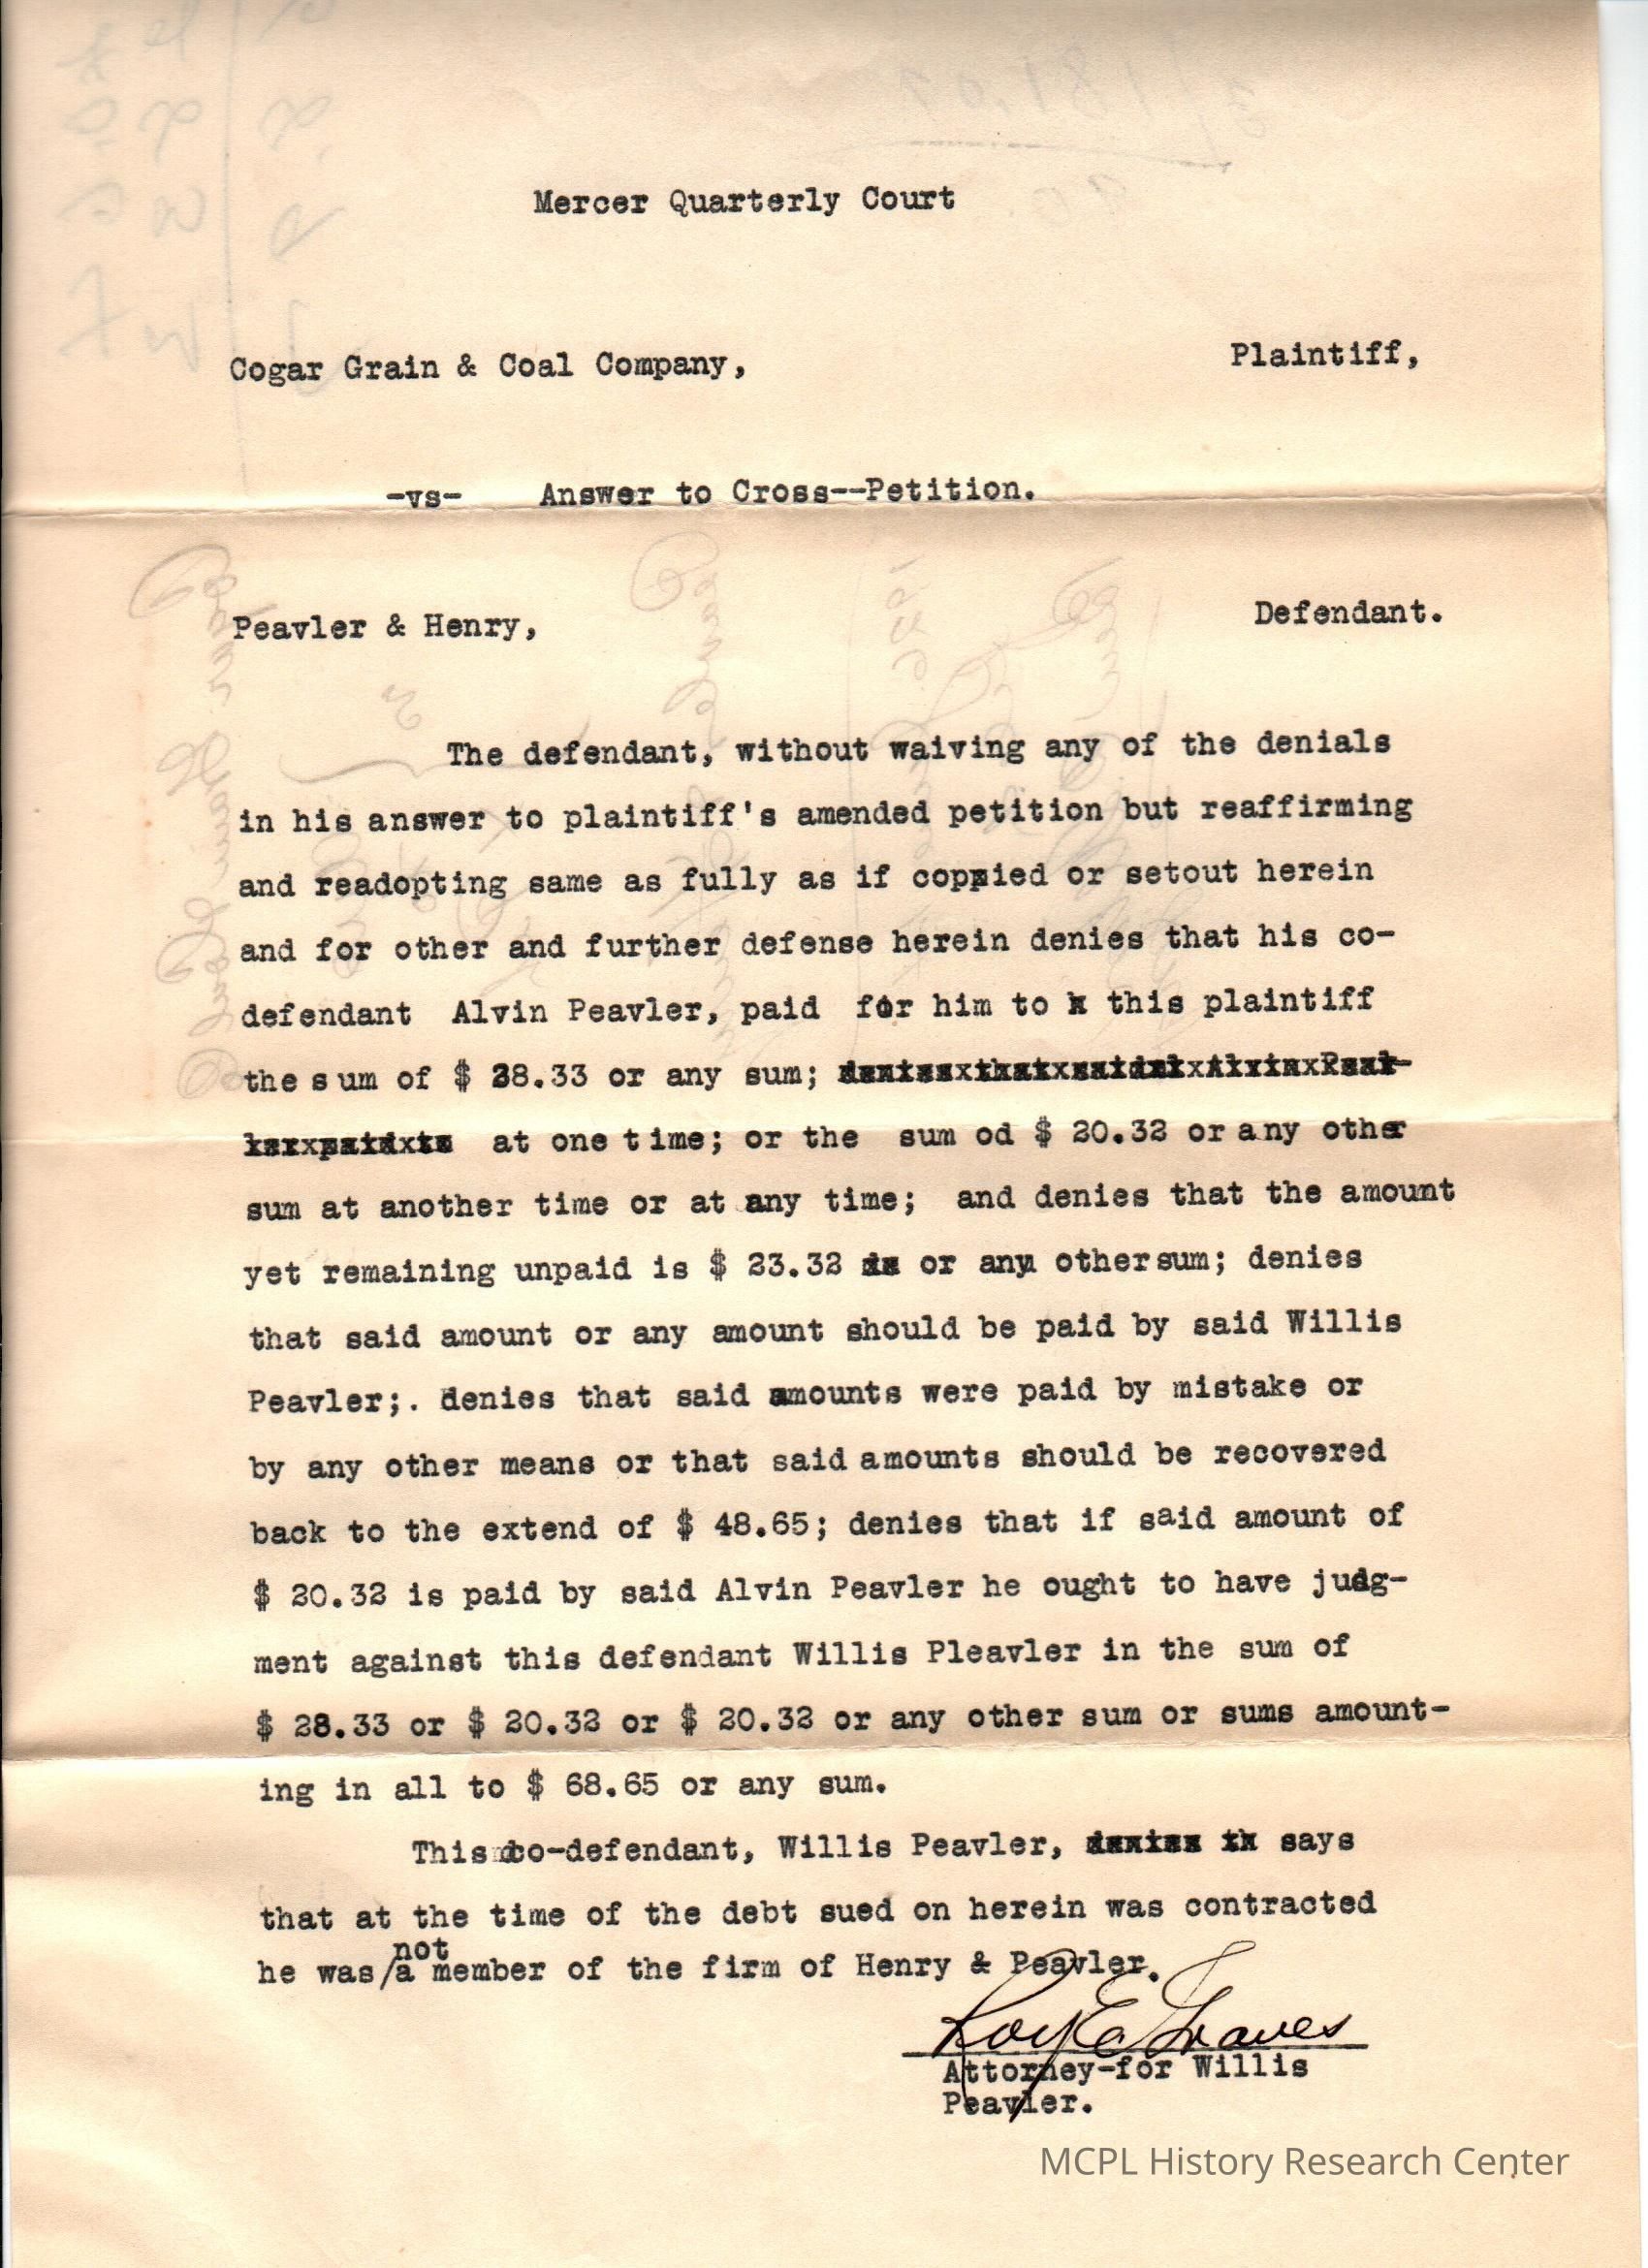 Mercer Quarterly Court
Cogar Grain & Coal Company, Plaintiff,
-vs- Answer to Cross--Petition.
Peavler & Henry, Defendant.
The defendant, without waiving any of the denials
in his answer to plaintiff's amended petition but reaffirming
and readopting same as fully as if coppied or setout herein
and for other and further defense herein denies that his co-
defendant Alvin Peavler, paid for him to this plaintiff
the sum of $ 28.33 or any sum;
at one time; or the sum od $ 20.32 or any other
sum at another time or at any time; and denies that the amount
yet remaining unpaid is $ 23.32 or any other sum; denies
that said amount or any amount should be paid by said Willis
Peavler;. denies that said amounts were paid by mistake or
by any other means or that said amounts should be recovered
back to the extend of $ 48.65; denies that if said amount of
$ 20.32 is paid by said Alvin Peavler he ought to have judg-
ment against this defendant Willis Pleavler in the sum of
$ 28.33 or $ 20.32 or $ 20.32 or any other sum or sums amount-
ing in all to $ 68.65 or any sum.
This co-defendant, Willis Peavler, says
that at the time of the debt sued on herein was contracted
not
he was/a member of the firm of Henry & Peavler.
Roy E Graves
Attorney-for Willis
Peavler.
MCPL History Research Center